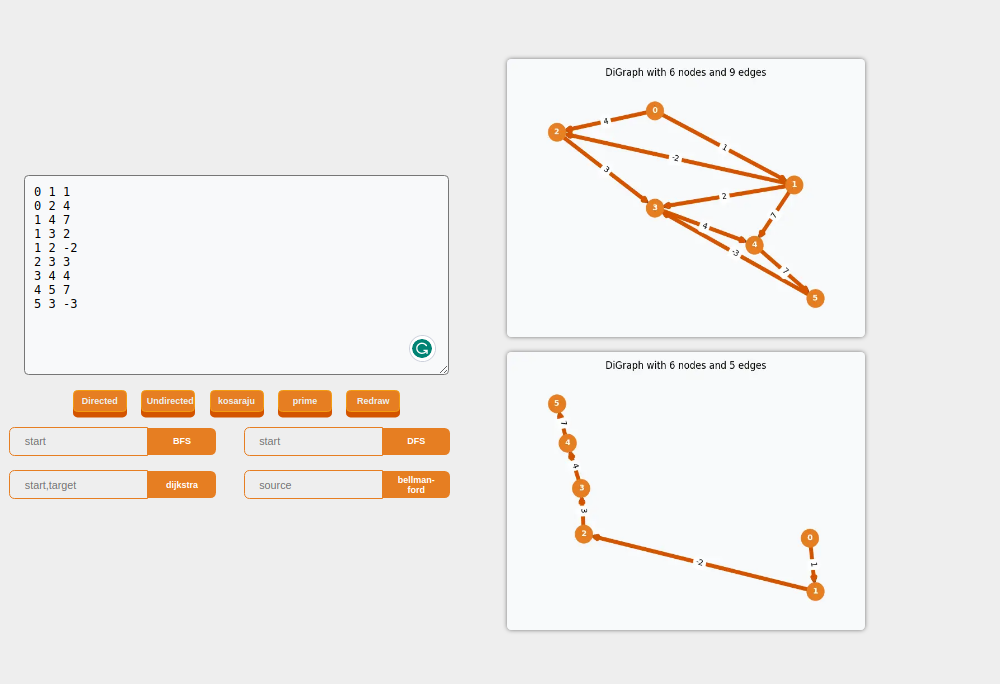 0 1 1
0 2 4
1 4 7
1 3 2
1 2 -2
2 3 3
3 4 4
4 5 7
5 3 -3
Directed
Undirected
kosaraju
prime
Redraw
start
BFS
start
DFS
start,target
dijkstra
source
bellman-
ford
DiGraph with 6 nodes and 9 edges
0
4
2
1
-2
3
1
2
3
7
4
4
-3
7
5
DiGraph with 6 nodes and 5 edges
5
7
4
4
3
3
2
0
-2
1
1